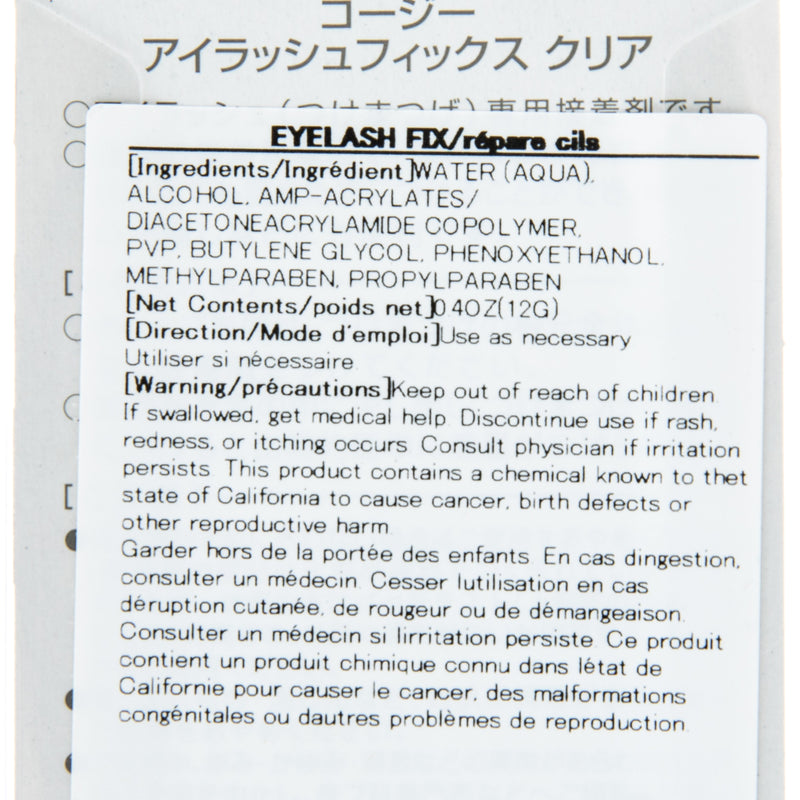 コージー
アイラッシュフィックス クリア
EYELASH FIX/répare cils
[Ingredients/Ingrédient]WATER (AQUA),
ALCOHOL, AMP-ACRYLATES/
DIACETONEACRYLAMIDE COPOLYMER,
PVP, BUTYLENE GLYCOL, PHENOXYETHANOL,
METHYLPARABEN, PROPYLPARABEN
[Net Contents/poids net]0.4OZ(12G)
[Direction/Mode d'emploi]Use as necessary
Utiliser si nécessaire
[Warning/précautions]Keep out of reach of children.
If swallowed, get medical help. Discontinue use if rash,
redness, or itching occurs. Consult physician if irritation
persists. This product contains a chemical known to thet
state of California to cause cancer, birth defects or
other reproductive harm.
Garder hors de la portée des enfants. En cas dingestion,
consulter un médecin. Cesser lutilisation en cas
déruption cutanée, de rougeur ou de démangeaison.
Consulter un médecin si lirritation persiste. Ce produit
contient un produit chimique connu dans létat de
Californie pour causer le cancer, des malformations
congénitales ou dautres problèmes de reproduction.